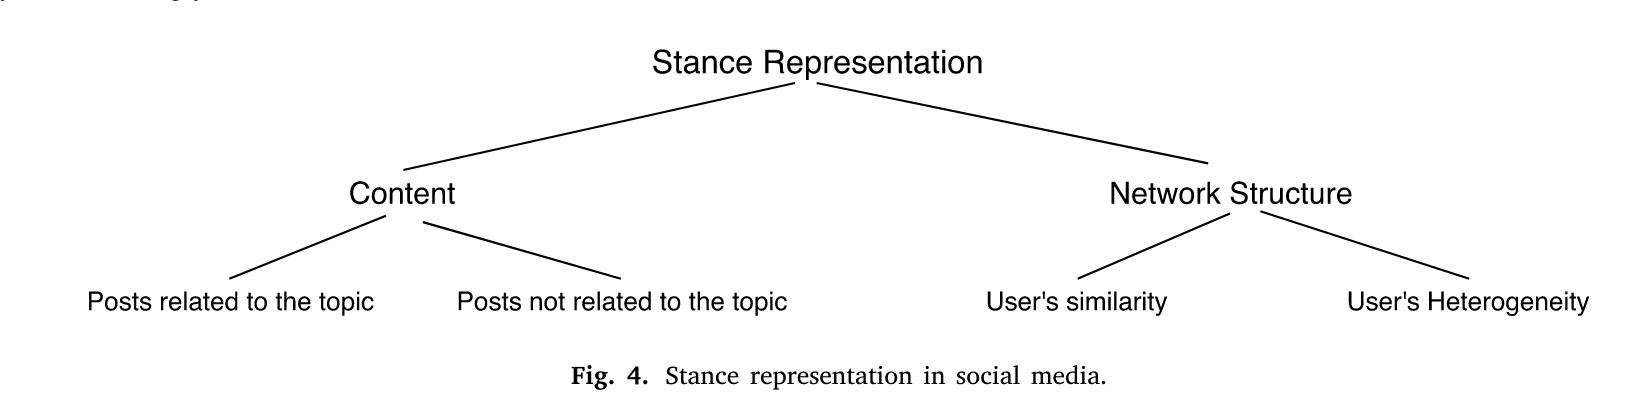 Stance Representation
Content
Network Structure
Posts related to the topic
Posts not related to the topic
User's similarity
User's Heterogeneity
Fig. 4. Stance representation in social media.